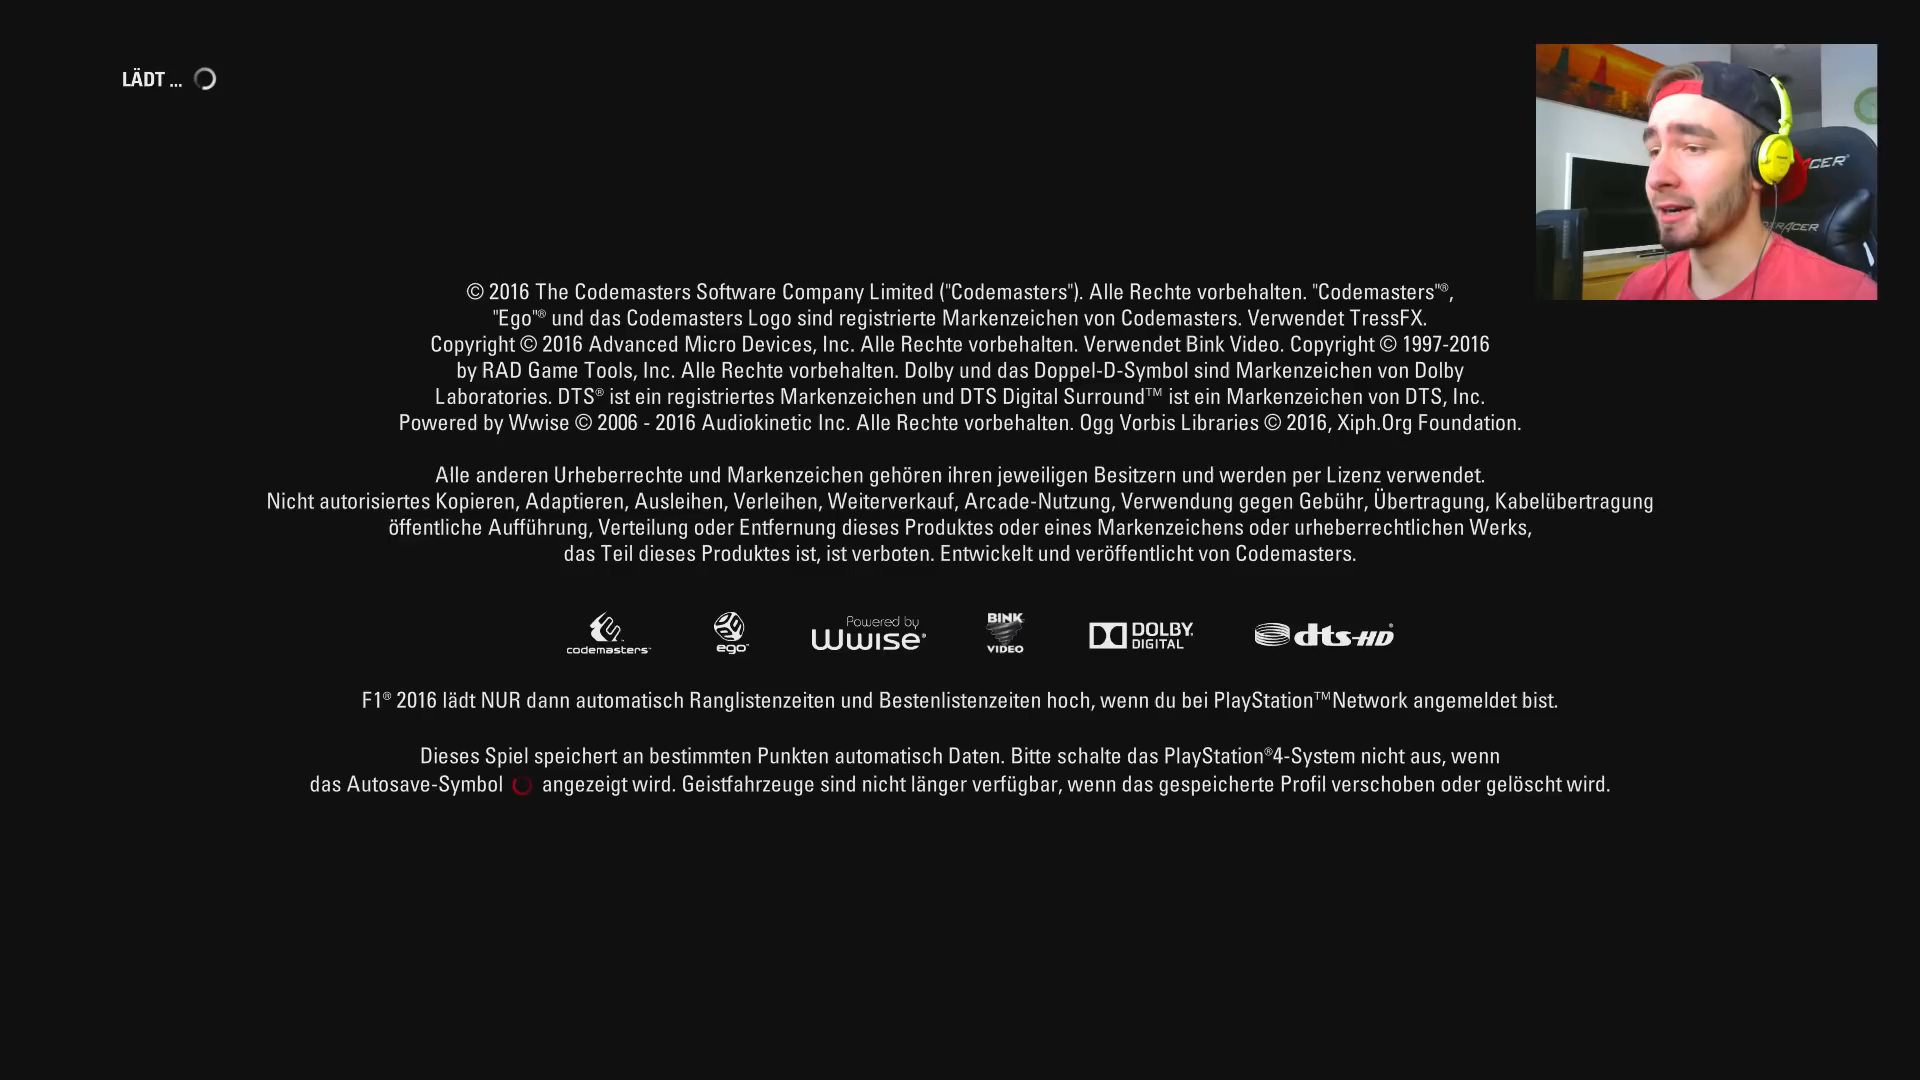 LÄDT ...
© 2016 The Codemasters Software Company Limited ("Codemasters"). Alle Rechte vorbehalten. "Codemasters"®,
"Ego"® und das Codemasters Logo sind registrierte Markenzeichen von Codemasters. Verwendet TressFX.
Copyright © 2016 Advanced Micro Devices, Inc. Alle Rechte vorbehalten. Verwendet Bink Video. Copyright © 1997-2016
by RAD Game Tools, Inc. Alle Rechte vorbehalten. Dolby und das Doppel-D-Symbol sind Markenzeichen von Dolby
Laboratories. DTS® ist ein registriertes Markenzeichen und DTS Digital Surround™ ist ein Markenzeichen von DTS, Inc.
Powered by Wwise © 2006 - 2016 Audiokinetic Inc. Alle Rechte vorbehalten. Ogg Vorbis Libraries © 2016, Xiph.Org Foundation.
Alle anderen Urheberrechte und Markenzeichen gehören ihren jeweiligen Besitzern und werden per Lizenz verwendet.
Nicht autorisiertes Kopieren, Adaptieren, Ausleihen, Verleihen, Weiterverkauf, Arcade-Nutzung, Verwendung gegen Gebühr, Übertragung, Kabelübertragung
öffentliche Aufführung, Verteilung oder Entfernung dieses Produktes oder eines Markenzeichens oder urheberrechtlichen Werks,
das Teil dieses Produktes ist, ist verboten. Entwickelt und veröffentlicht von Codemasters.
codemasters™
ego™
Powered by
Wwise®
BINK
VIDEO
DOLBY.
DIGITAL
dts-HD®
F1® 2016 lädt NUR dann automatisch Ranglistenzeiten und Bestenlistenzeiten hoch, wenn du bei PlayStation™Network angemeldet bist.
Dieses Spiel speichert an bestimmten Punkten automatisch Daten. Bitte schalte das PlayStation®4-System nicht aus, wenn
das Autosave-Symbol angezeigt wird. Geistfahrzeuge sind nicht länger verfügbar, wenn das gespeicherte Profil verschoben oder gelöscht wird.